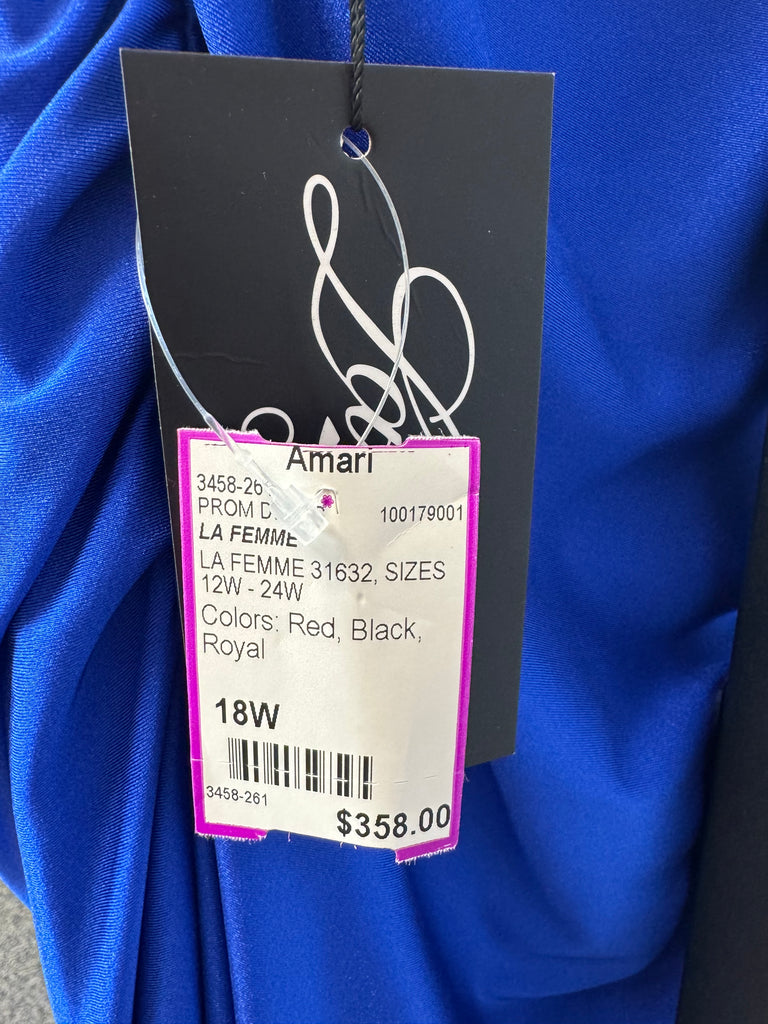 Amari
3458-26
PROM D
100179001
LA FEMME
LA FEMME 31632, SIZES
12W - 24W
Colors: Red, Black,
Royal
18W
3458-261
$358.00